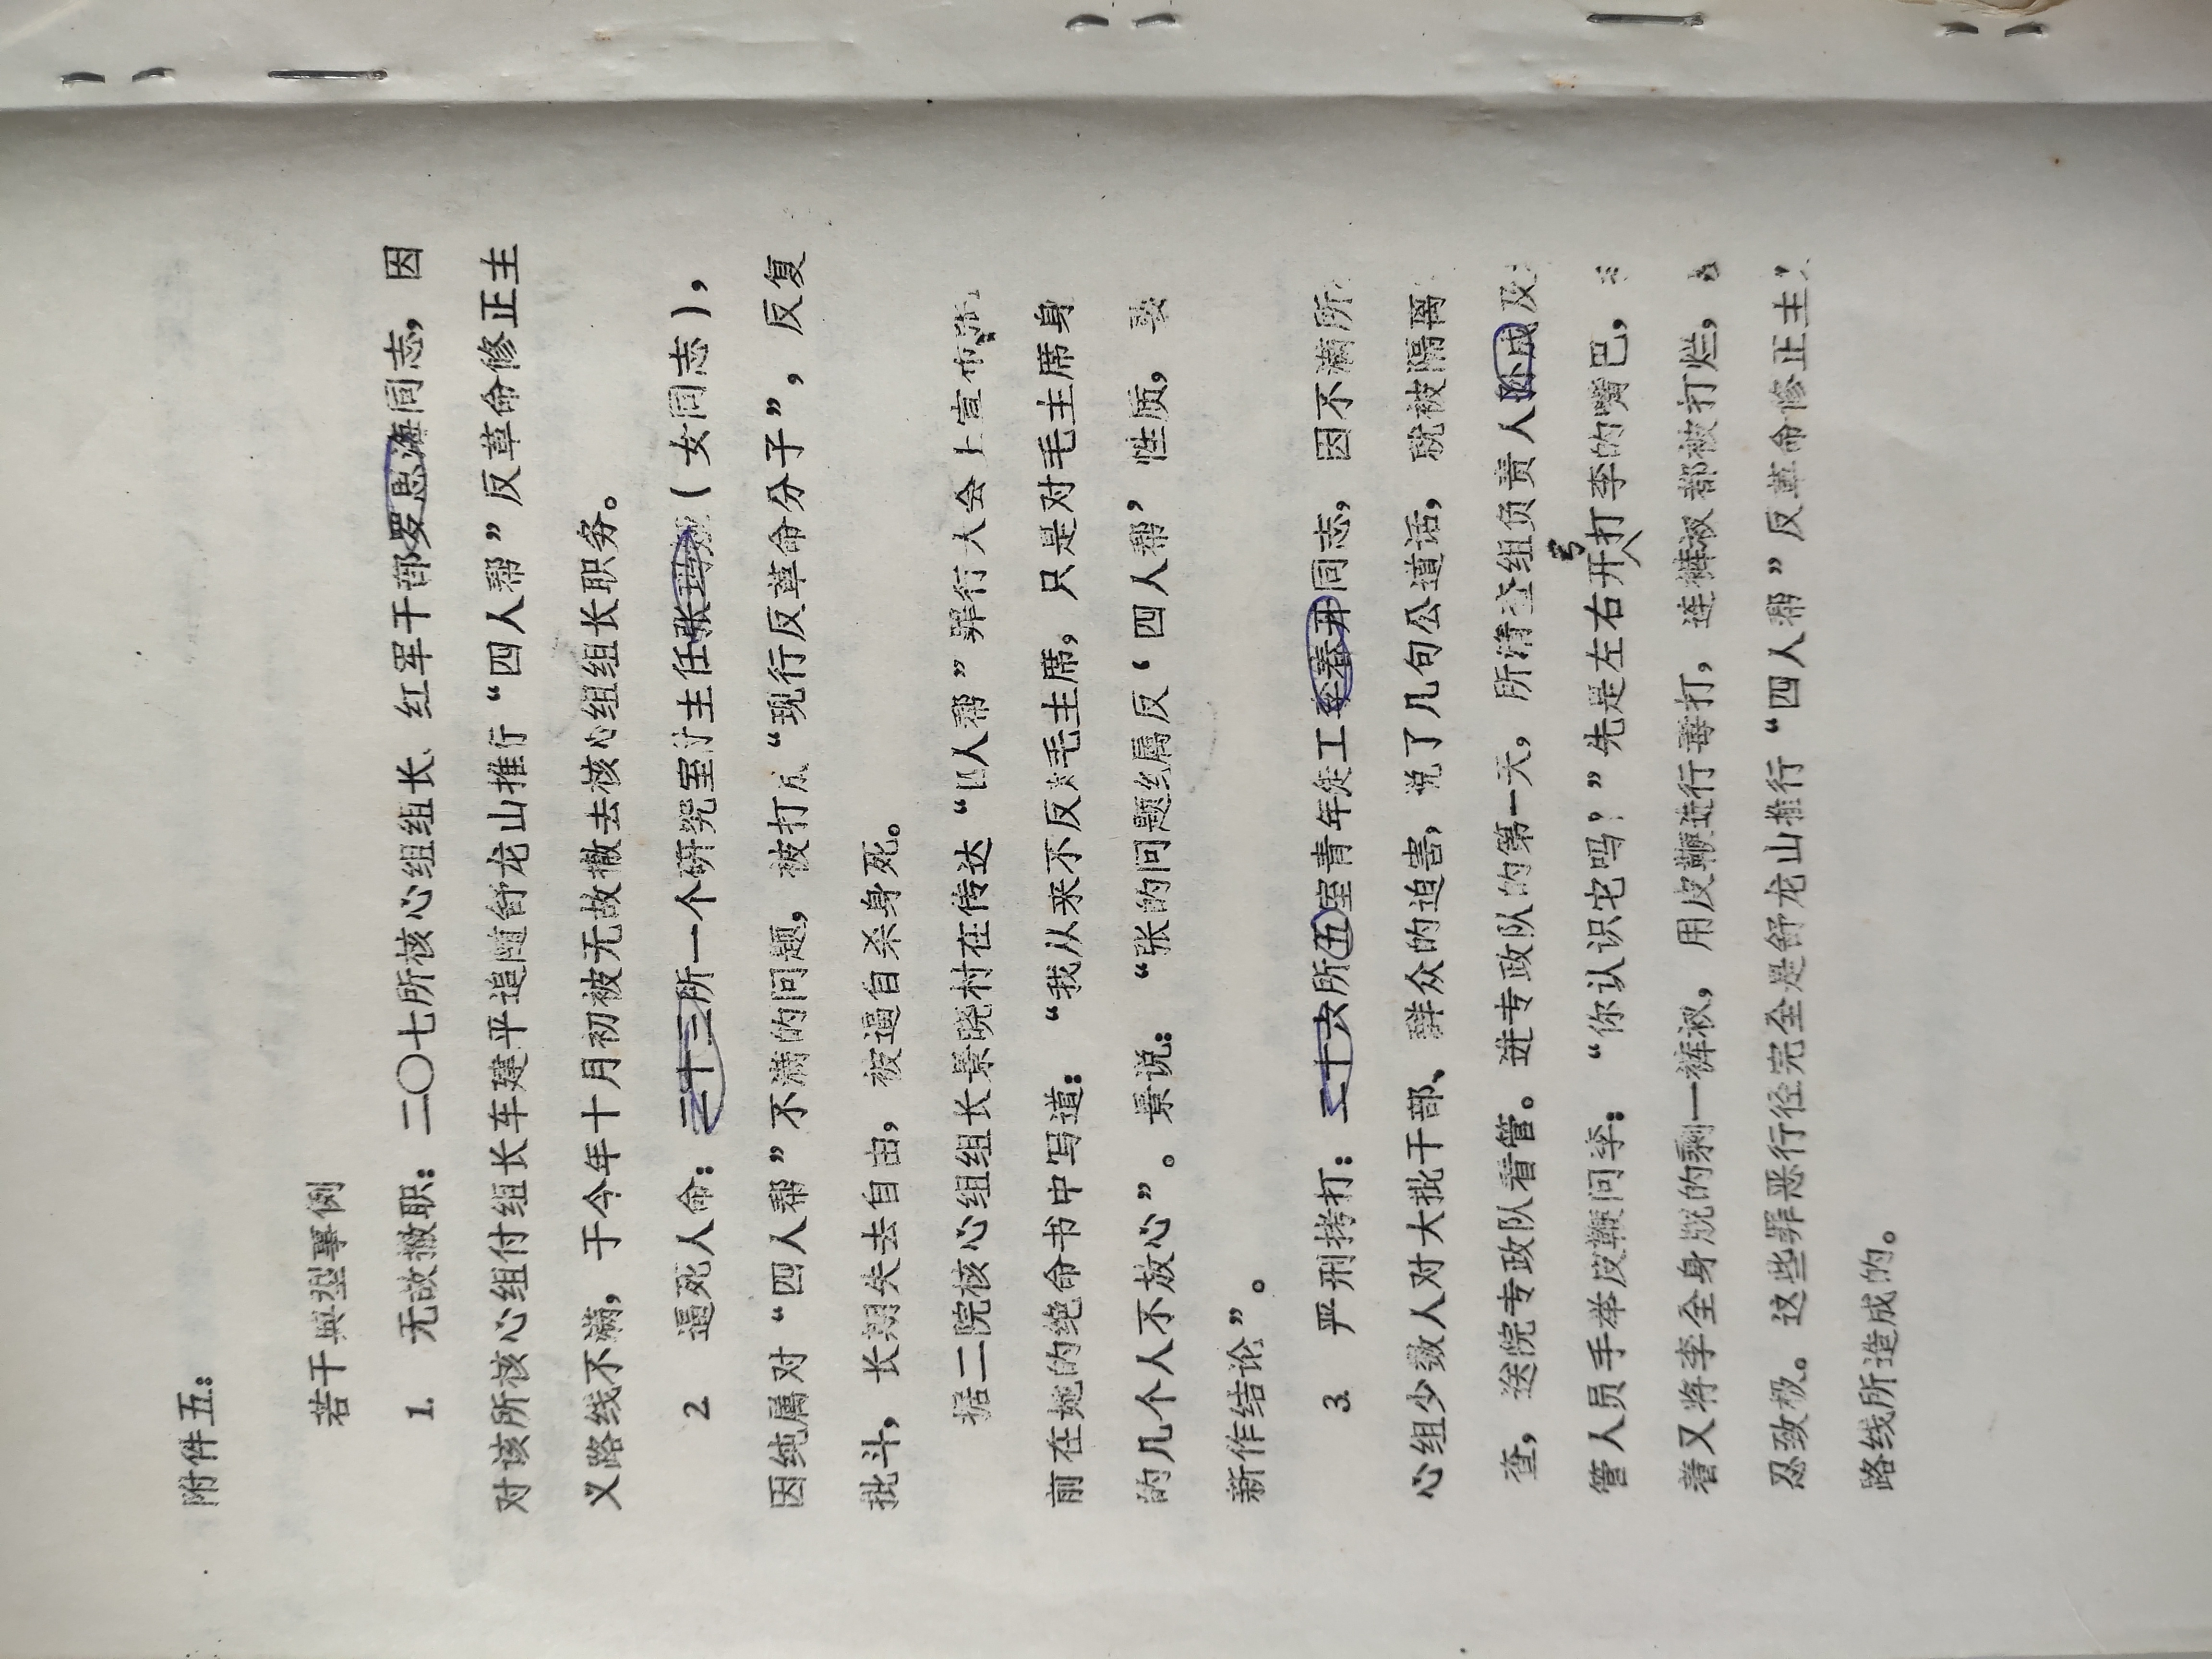 附件五：
若干典型事例
1. 无故撤职：二〇七所核心组组长、红军干部罗思海同志，因
对该所核心组付组长车建平追随舒龙山推行“四人帮”反革命修正主
义路线不满，于今年十月初被无故撤去核心组组长职务。
2 逼死人命：二十三所一个研究室付主任张（女同志），
因纯属对“四人帮”不满的问题，被打成“现行反革命分子”，反复
批斗，长期失去自由，被逼自杀身死。
据二院核心组组长景晓村在传达“四人帮”罪行大会上宣布张
前在她的绝命书中写道：“我从来不反对毛主席，只是对毛主席身
的几个人不放心”。景说：“张的问题纯属反‘四人帮’性质，要
新作结论”。
3. 严刑拷打：二十六所五室青年徒工李春开同志，因不满所
心组少数人对大批干部、群众的迫害，说了几句公道话，就被隔离
查，送院专政队看管。进专政队的第一天，所清查组负责人孙成及
管人员手举皮鞭问李：“你认识它吗？”先是左右开弓打李的嘴巴，
着又将李全身脱的剩一裤衩，用皮鞭进行毒打，连裤衩都被打烂，
忍致极。这些罪恶行径完全是舒龙山推行“四人帮”反革命修正主义
路线所造成的。